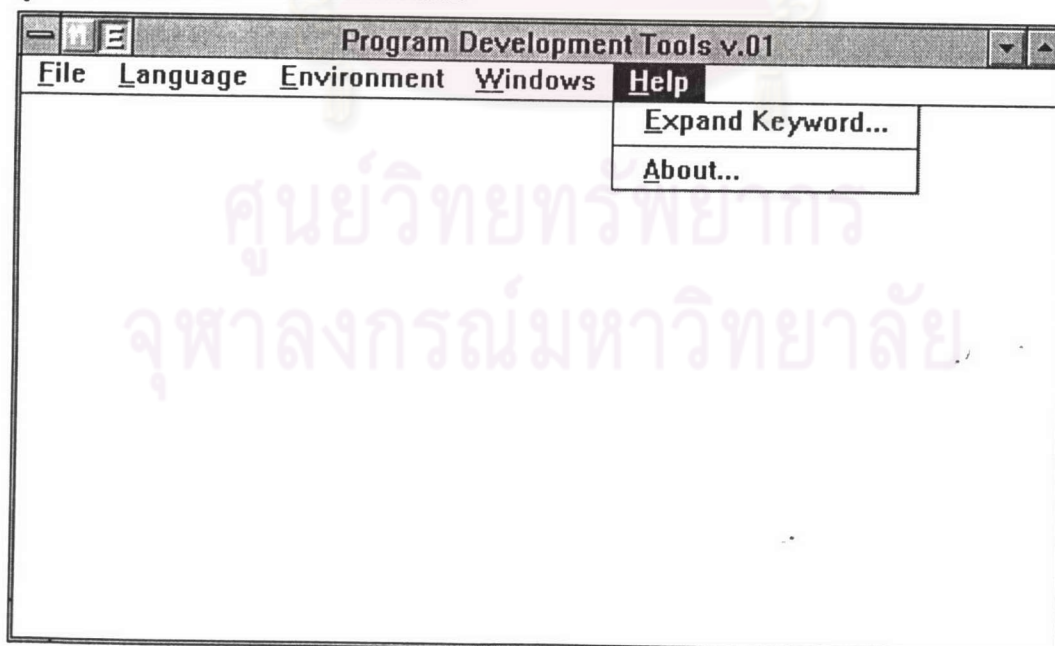 Program Development Tools v.01
File Language Environment Windows Help
Expand Keyword...
About...
ศูนย์วิทยทรัพยากร
จุฬาลงกรณ์มหาวิทยาลัย